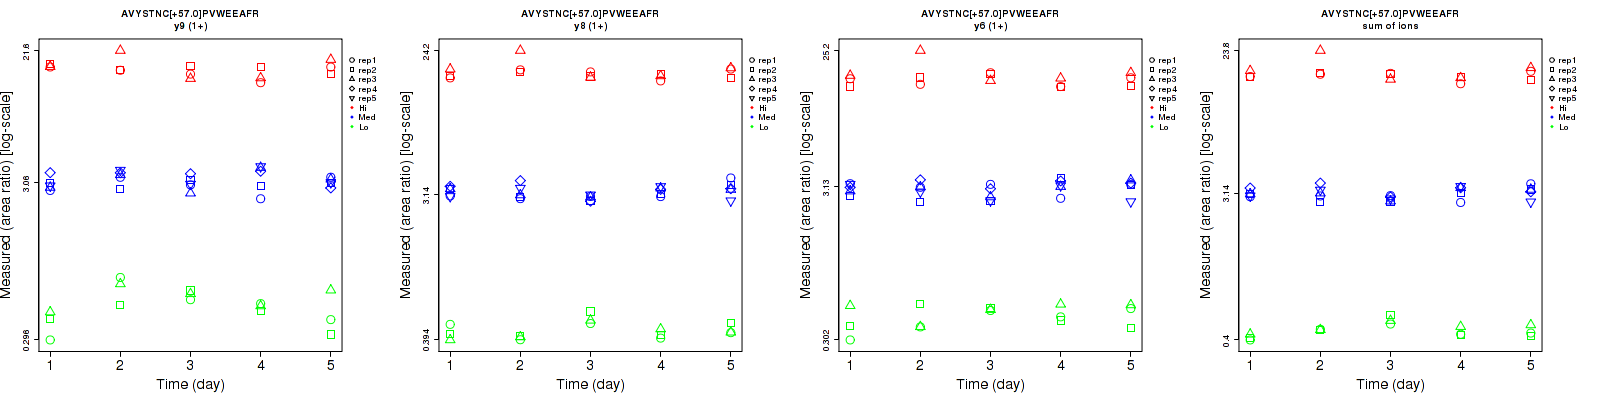 AVYSTNC[+57.0]PVWEEAFR
y9 (1+)
Measured (area ratio) [log-scale]
21.8
3.06
0.296
1 2 3 4 5
Time (day)
rep1
rep2
rep3
rep4
rep5
Hi
Med
Lo
AVYSTNC[+57.0]PVWEEAFR
y8 (1+)
Measured (area ratio) [log-scale]
24.2
3.14
0.394
1 2 3 4 5
Time (day)
rep1
rep2
rep3
rep4
rep5
Hi
Med
Lo
AVYSTNC[+57.0]PVWEEAFR
y6 (1+)
Measured (area ratio) [log-scale]
25.2
3.13
0.302
1 2 3 4 5
Time (day)
rep1
rep2
rep3
rep4
rep5
Hi
Med
Lo
AVYSTNC[+57.0]PVWEEAFR
sum of ions
Measured (area ratio) [log-scale]
23.8
3.14
0.4
1 2 3 4 5
Time (day)
rep1
rep2
rep3
rep4
rep5
Hi
Med
Lo